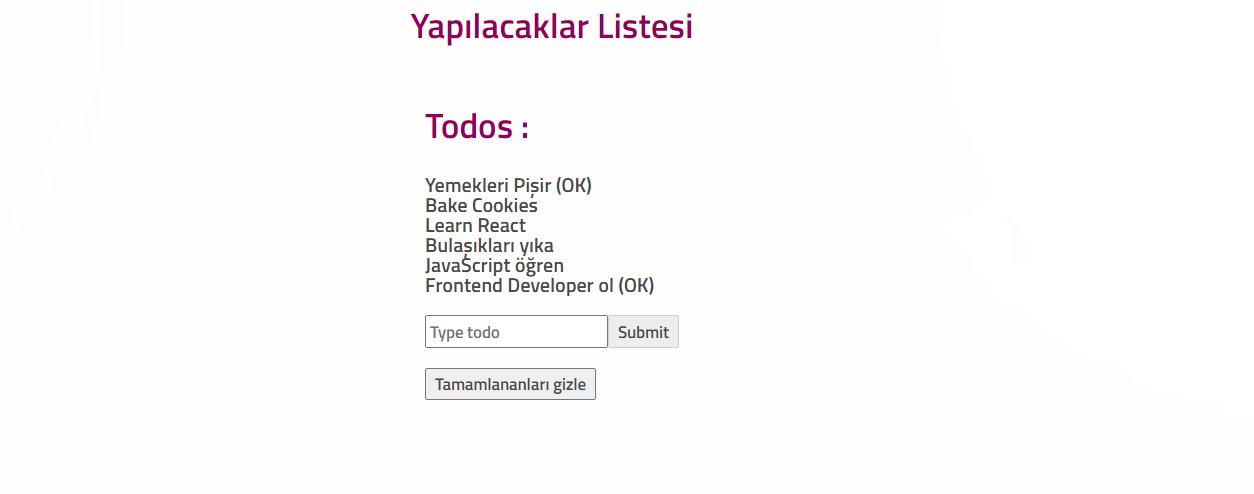 Yapılacaklar Listesi
Todos :
Yemekleri Pişir (OK)
Bake Cookies
Learn React
Bulaşıkları yıka
JavaScript öğren
Frontend Developer ol (OK)
Type todo Submit
Tamamlananları gizle